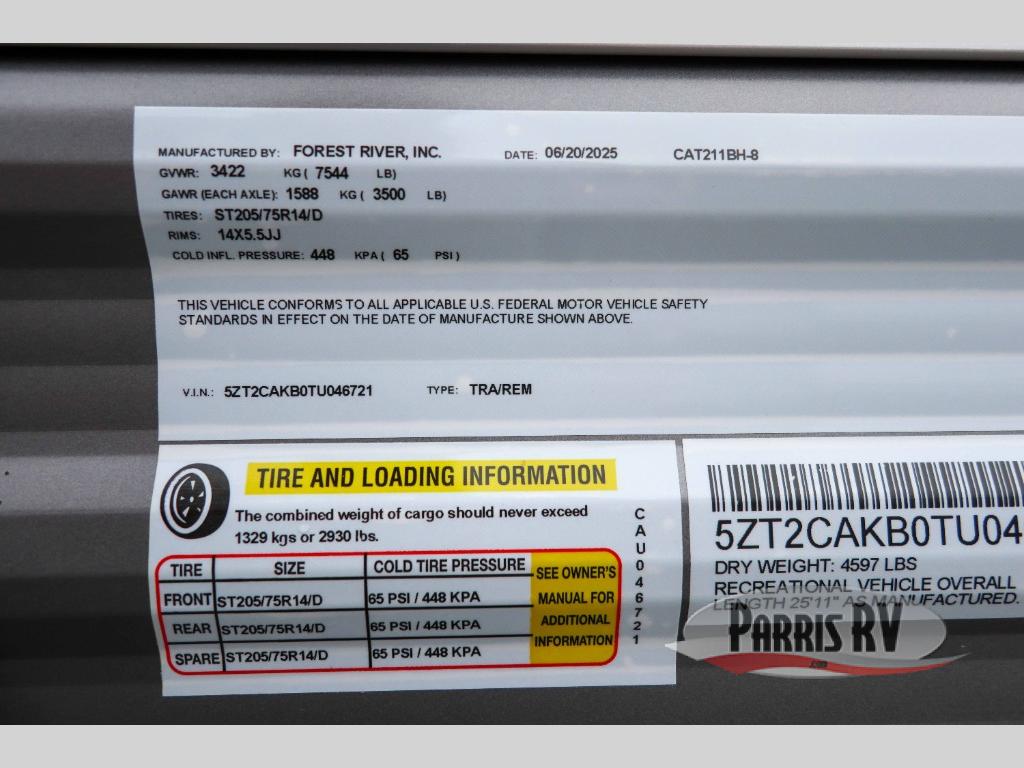 MANUFACTURED BY: FOREST RIVER, INC. DATE: 06/20/2025 CAT211BH-8
GVWR: 3422 KG ( 7544 LB)
GAWR (EACH AXLE): 1588 KG ( 3500 LB)
TIRES: ST205/75R14/D
RIMS: 14X5.5JJ
COLD INFL. PRESSURE: 448 KPA ( 65 PSI )
THIS VEHICLE CONFORMS TO ALL APPLICABLE U.S. FEDERAL MOTOR VEHICLE SAFETY
STANDARDS IN EFFECT ON THE DATE OF MANUFACTURE SHOWN ABOVE.
V.I.N.: 5ZT2CAKB0TU046721 TYPE: TRA/REM
TIRE AND LOADING INFORMATION
The combined weight of cargo should never exceed
1329 kgs or 2930 lbs.
TIRE SIZE COLD TIRE PRESSURE
FRONT ST205/75R14/D 65 PSI / 448 KPA
REAR ST205/75R14/D 65 PSI / 448 KPA
SPARE ST205/75R14/D 65 PSI / 448 KPA
SEE OWNER'S
MANUAL FOR
ADDITIONAL
INFORMATION
CAU046721
5ZT2CAKB0TU04
DRY WEIGHT: 4597 LBS
RECREATIONAL VEHICLE OVERALL
LENGTH 25'11" AS MANUFACTURED.
PARRIS RV
.com